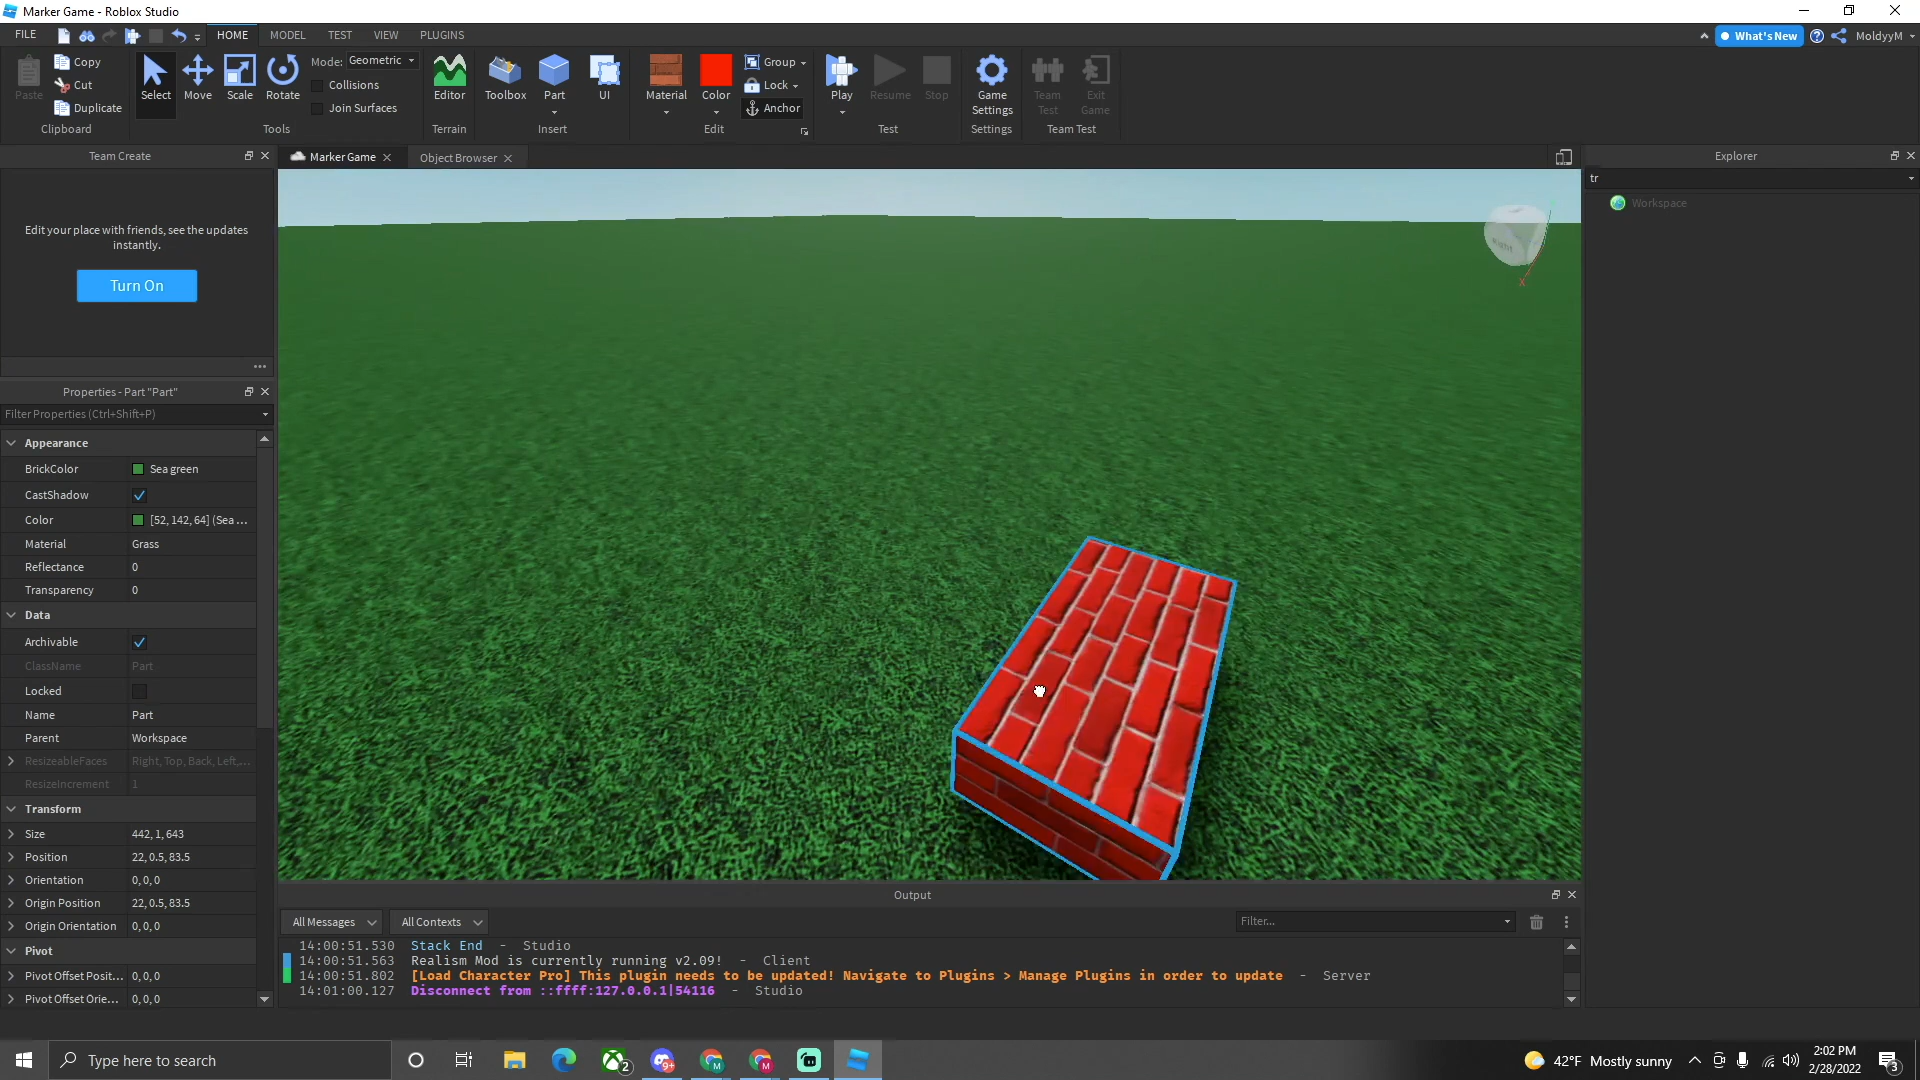 Marker Game - Roblox Studio
FILE
HOME
MODEL
TEST
VIEW
PLUGINS
What's New
MoldyyM
Paste
Copy
Cut
Duplicate
Clipboard
Select
Move
Scale
Rotate
Mode:
Geometric
Collisions
Join Surfaces
Tools
Editor
Terrain
Toolbox
Part
UI
Insert
Material
Color
Group
Lock
Anchor
Edit
Play
Resume
Stop
Test
Game
Settings
Settings
Team
Test
Exit
Game
Team Test
Team Create
Marker Game
Object Browser
Explorer
tr
Workspace
Edit your place with friends, see the updates
instantly.
Turn On
Right
X
Properties - Part "Part"
Filter Properties (Ctrl+Shift+P)
Appearance
BrickColor Sea green
CastShadow
Color [52, 142, 64] (Sea ...
Material Grass
Reflectance 0
Transparency 0
Data
Archivable
ClassName Part
Locked
Name Part
Parent Workspace
ResizeableFaces Right, Top, Back, Left,...
ResizeIncrement 1
Transform
Size 442, 1, 643
Position 22, 0.5, 83.5
Orientation 0, 0, 0
Origin Position 22, 0.5, 83.5
Origin Orientation 0, 0, 0
Pivot
Pivot Offset Posit... 0, 0, 0
Pivot Offset Orie... 0, 0, 0
Output
All Messages
All Contexts
Filter...
14:00:51.530 Stack End - Studio
14:00:51.563 Realism Mod is currently running v2.09! - Client
14:00:51.802 [Load Character Pro] This plugin needs to be updated! Navigate to Plugins > Manage Plugins in order to update - Server
14:01:00.127 Disconnect from ::ffff:127.0.0.1|54116 - Studio
Type here to search
2
9+
M
M
42°F Mostly sunny
2:02 PM
2/28/2022
3